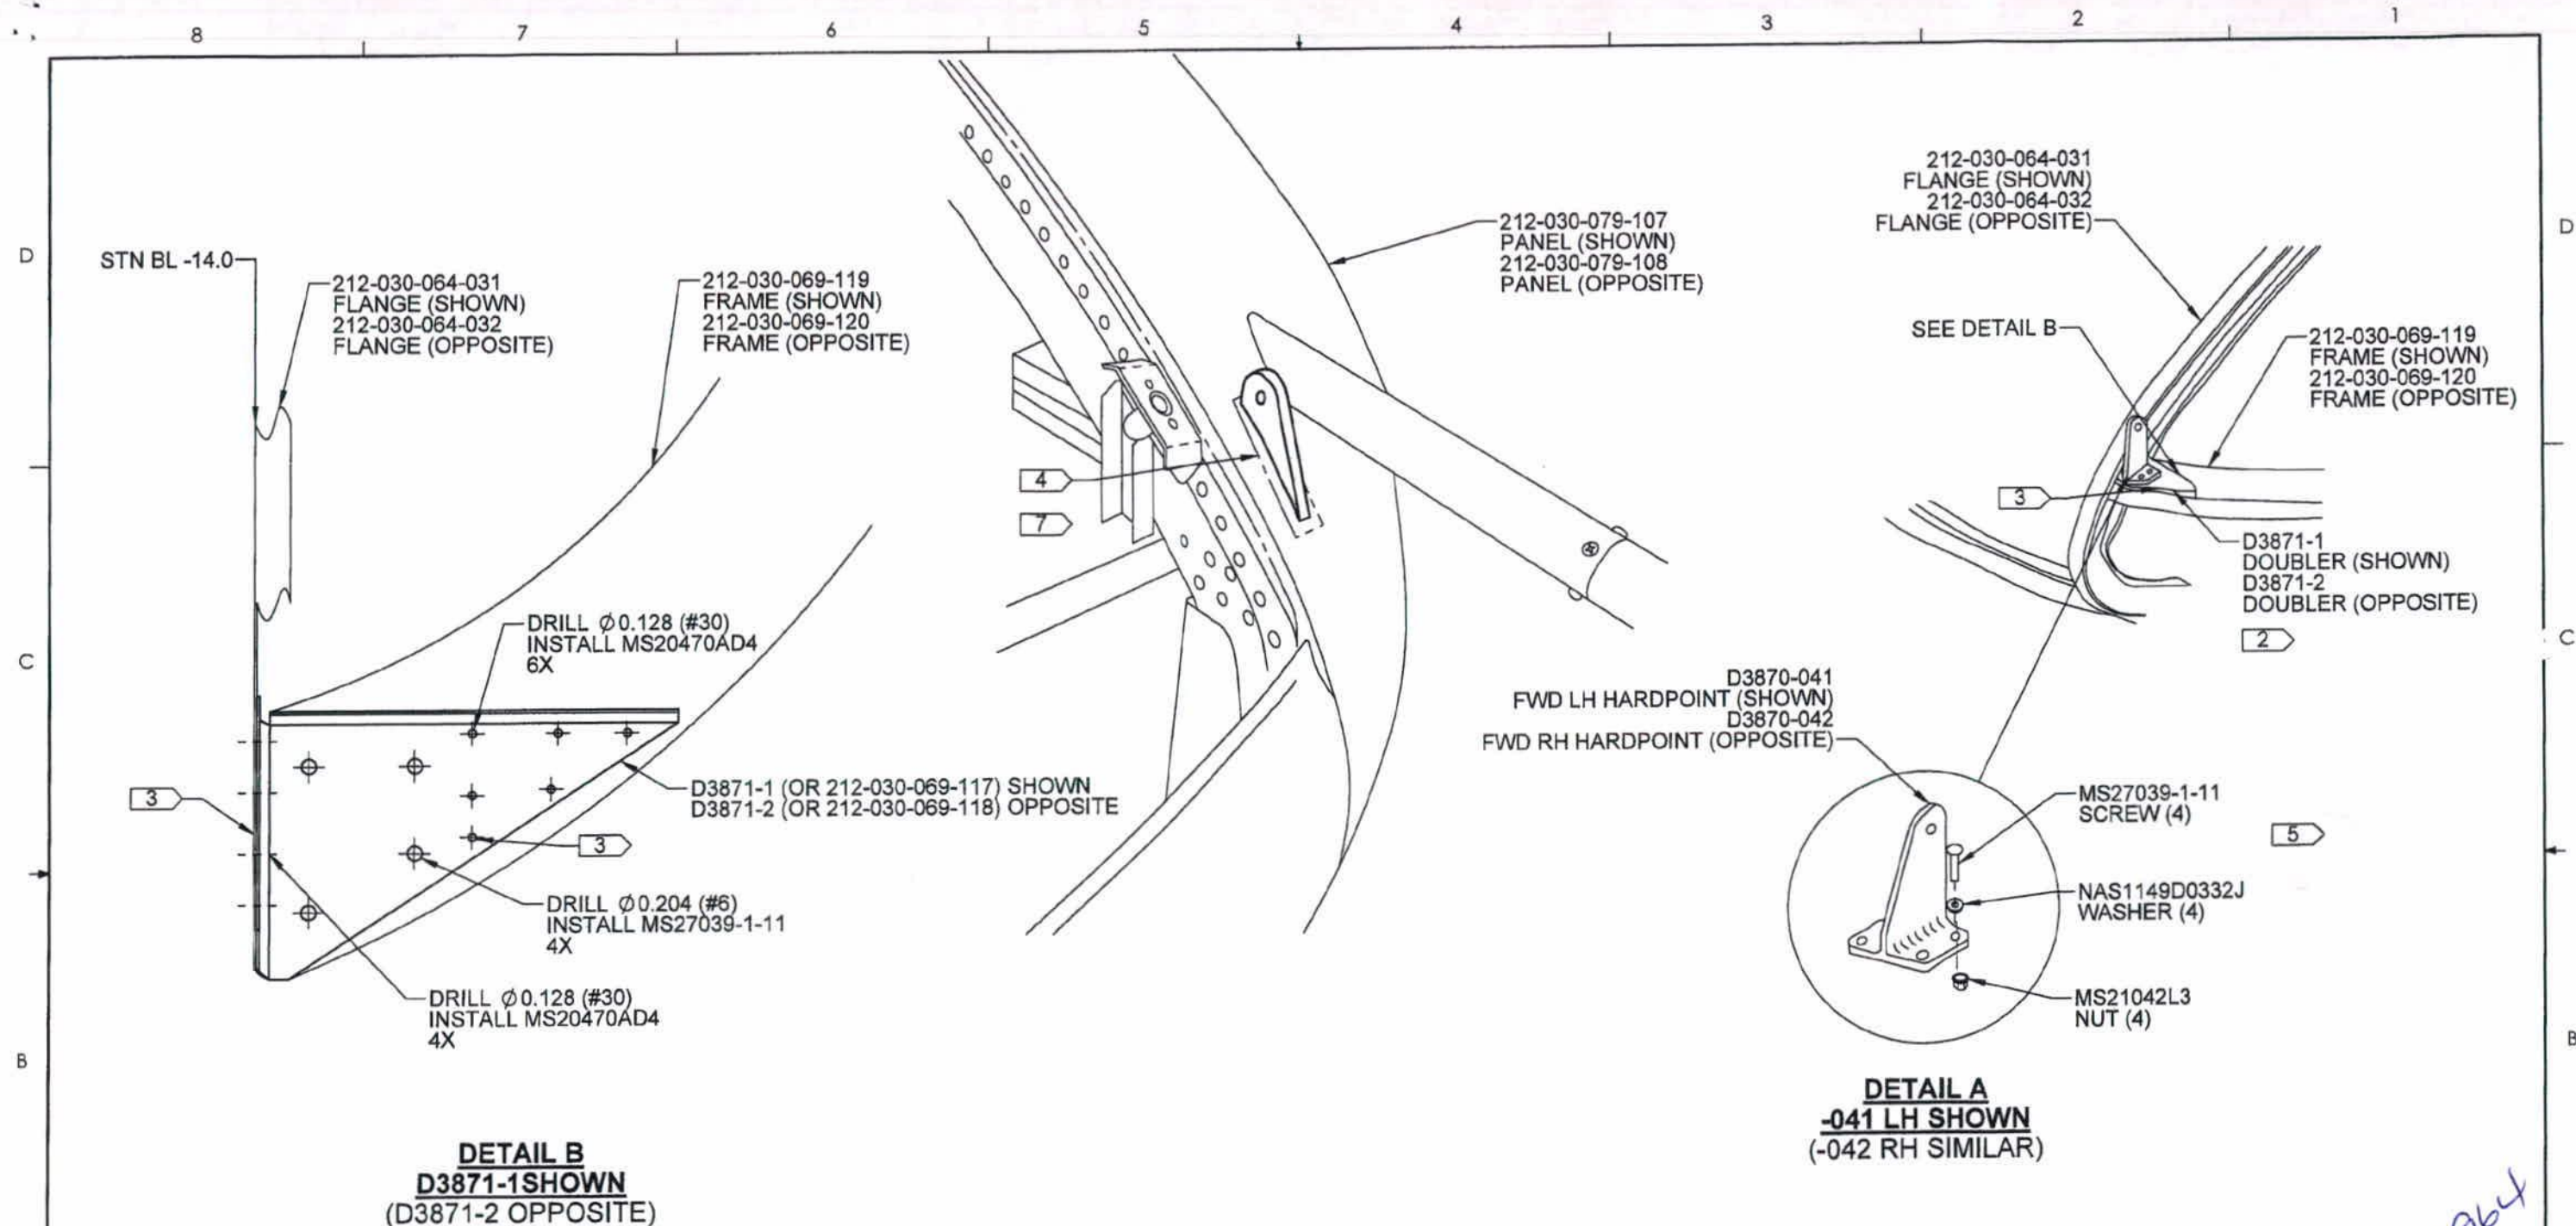 8 7 6 5 4 3 2 1
D
C
B
D
C
B
STN BL -14.0
212-030-064-031
FLANGE (SHOWN)
212-030-064-032
FLANGE (OPPOSITE)
212-030-069-119
FRAME (SHOWN)
212-030-069-120
FRAME (OPPOSITE)
DRILL Ø0.128 (#30)
INSTALL MS20470AD4
6X
3
D3871-1 (OR 212-030-069-117) SHOWN
D3871-2 (OR 212-030-069-118) OPPOSITE
3
DRILL Ø0.204 (#6)
INSTALL MS27039-1-11
4X
DRILL Ø0.128 (#30)
INSTALL MS20470AD4
4X
DETAIL B
D3871-1SHOWN
(D3871-2 OPPOSITE)
212-030-079-107
PANEL (SHOWN)
212-030-079-108
PANEL (OPPOSITE)
4
7
212-030-064-031
FLANGE (SHOWN)
212-030-064-032
FLANGE (OPPOSITE)
SEE DETAIL B
212-030-069-119
FRAME (SHOWN)
212-030-069-120
FRAME (OPPOSITE)
3
D3871-1
DOUBLER (SHOWN)
D3871-2
DOUBLER (OPPOSITE)
2
D3870-041
FWD LH HARDPOINT (SHOWN)
D3870-042
FWD RH HARDPOINT (OPPOSITE)
MS27039-1-11
SCREW (4)
5
NAS1149D0332J
WASHER (4)
MS21042L3
NUT (4)
DETAIL A
-041 LH SHOWN
(-042 RH SIMILAR)